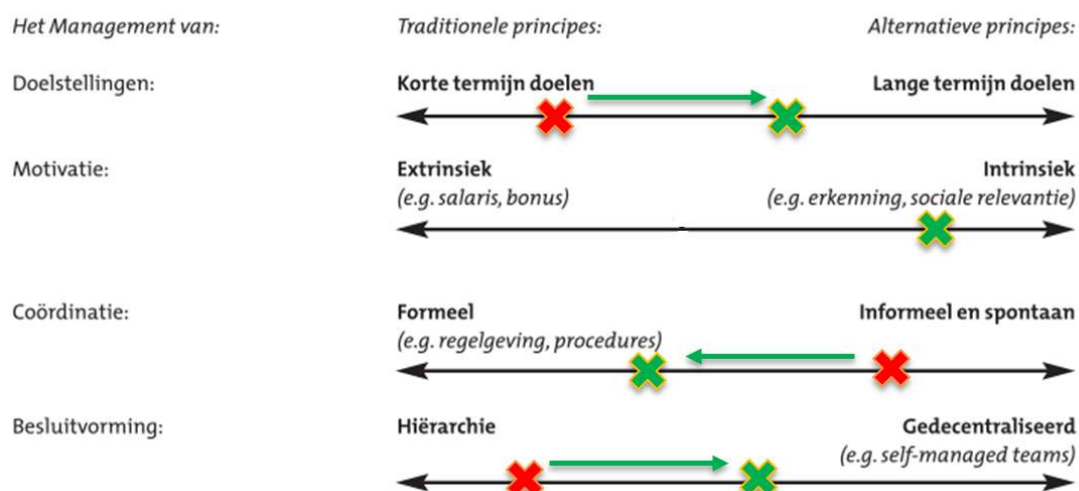 Het Management van: Traditionele principes: Alternatieve principes:
Doelstellingen: Korte termijn doelen Lange termijn doelen
Motivatie: Extrinsiek Intrinsiek
(e.g. salaris, bonus) (e.g. erkenning, sociale relevantie)
Coördinatie: Formeel Informeel en spontaan
(e.g. regelgeving, procedures)
Besluitvorming: Hiërarchie Gedecentraliseerd
(e.g. self-managed teams)